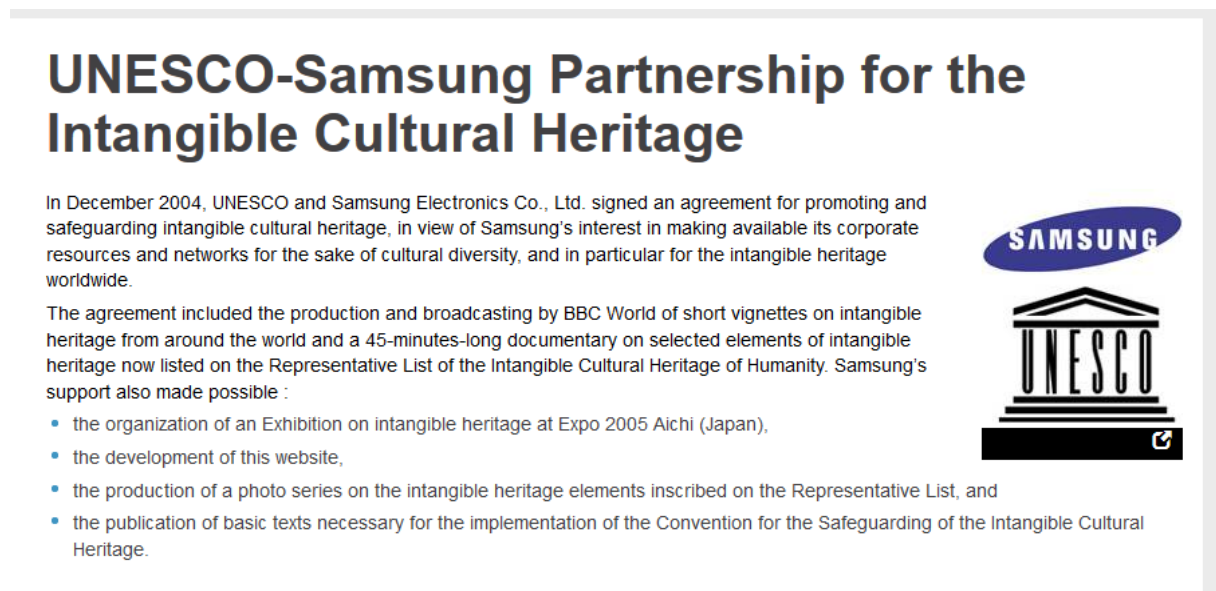 UNESCO-Samsung Partnership for the
Intangible Cultural Heritage
In December 2004, UNESCO and Samsung Electronics Co., Ltd. signed an agreement for promoting and
safeguarding intangible cultural heritage, in view of Samsung's interest in making available its corporate
resources and networks for the sake of cultural diversity, and in particular for the intangible heritage
worldwide.
The agreement included the production and broadcasting by BBC World of short vignettes on intangible
heritage from around the world and a 45-minutes-long documentary on selected elements of intangible
heritage now listed on the Representative List of the Intangible Cultural Heritage of Humanity. Samsung's
support also made possible :
• the organization of an Exhibition on intangible heritage at Expo 2005 Aichi (Japan),
• the development of this website,
• the production of a photo series on the intangible heritage elements inscribed on the Representative List, and
• the publication of basic texts necessary for the implementation of the Convention for the Safeguarding of the Intangible Cultural
Heritage.
SAMSUNG
UNESCO